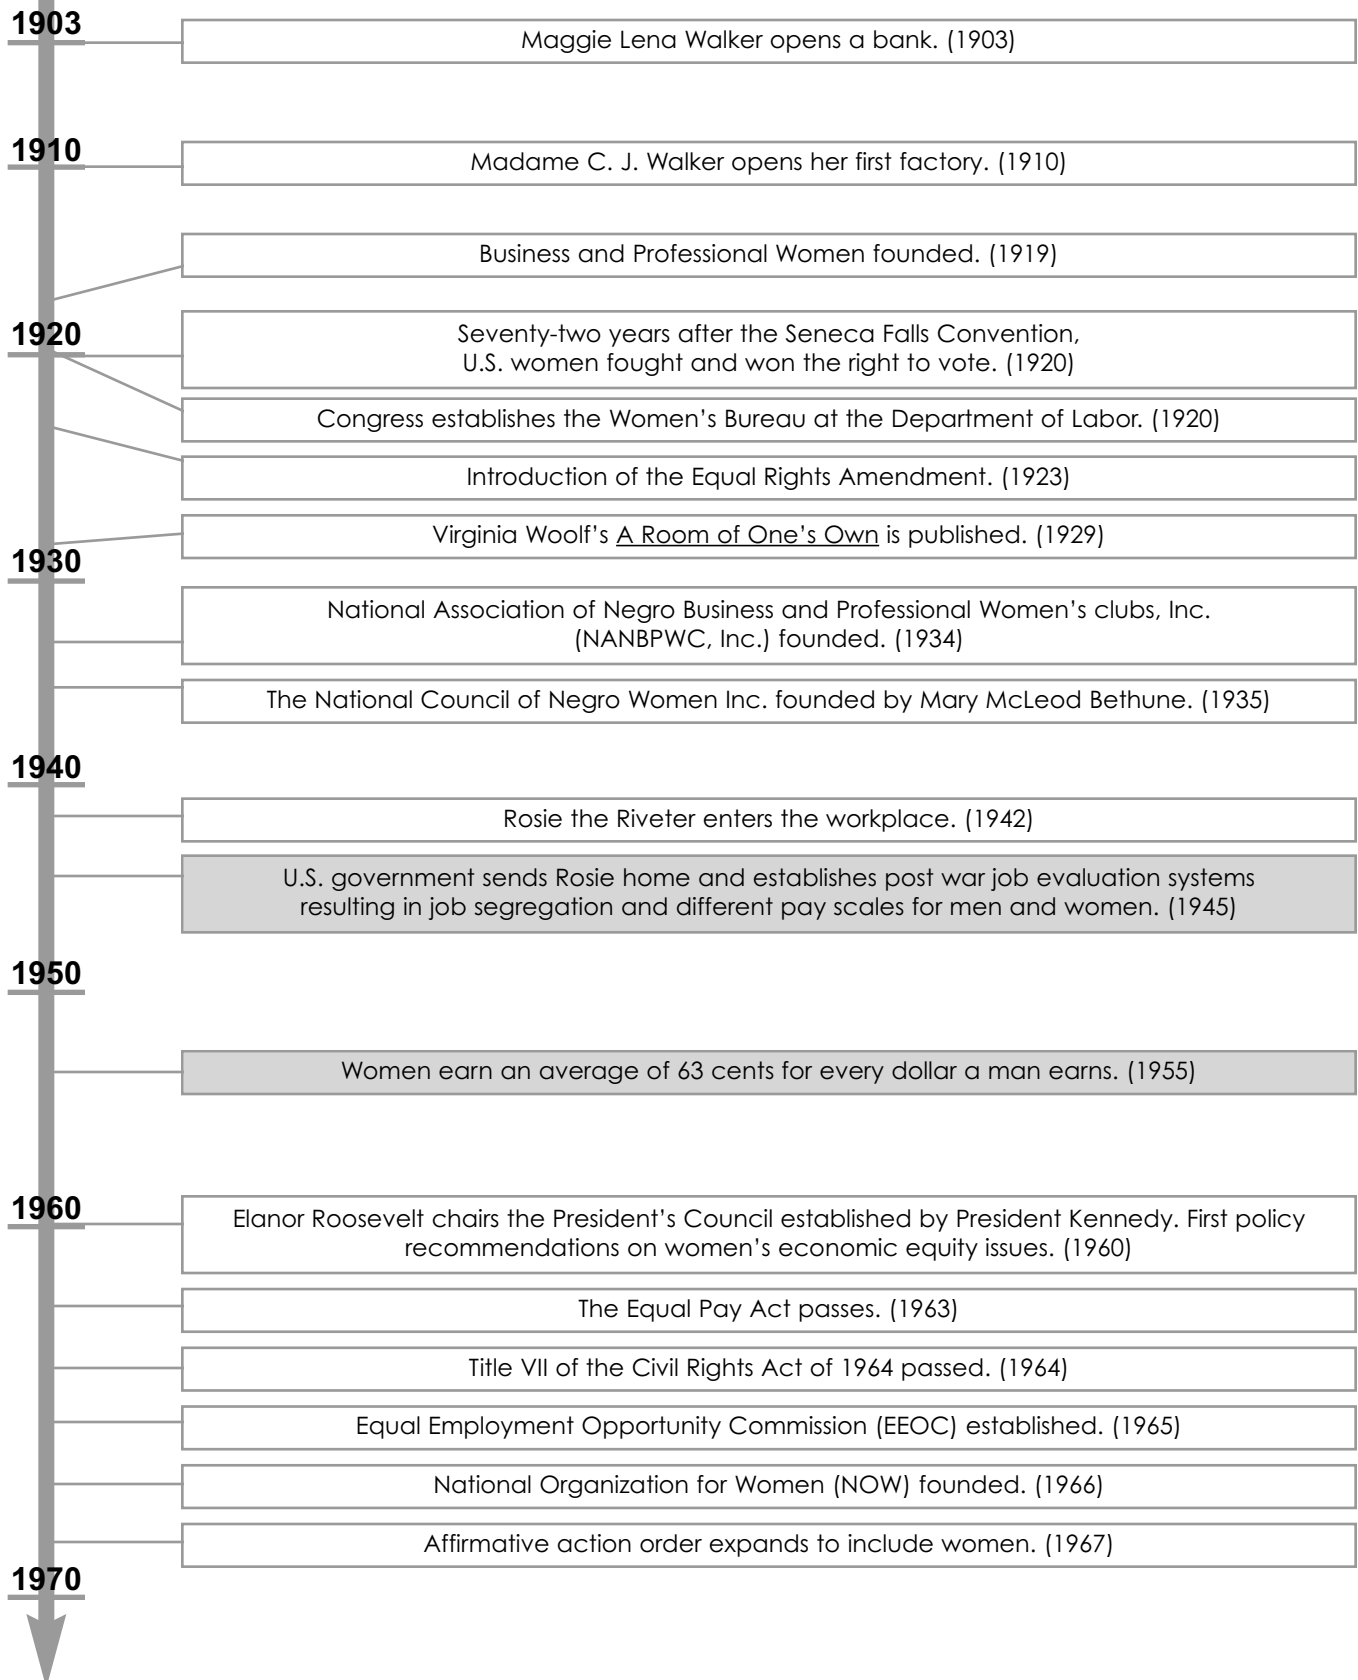 1903
Maggie Lena Walker opens a bank. (1903)
1910
Madame C. J. Walker opens her first factory. (1910)
Business and Professional Women founded. (1919)
1920
Seventy-two years after the Seneca Falls Convention,
U.S. women fought and won the right to vote. (1920)
Congress establishes the Women's Bureau at the Department of Labor. (1920)
Introduction of the Equal Rights Amendment. (1923)
Virginia Woolf's A Room of One's Own is published. (1929)
1930
National Association of Negro Business and Professional Women's clubs, Inc.
(NANBPWC, Inc.) founded. (1934)
The National Council of Negro Women Inc. founded by Mary McLeod Bethune. (1935)
1940
Rosie the Riveter enters the workplace. (1942)
U.S. government sends Rosie home and establishes post war job evaluation systems
resulting in job segregation and different pay scales for men and women. (1945)
1950
Women earn an average of 63 cents for every dollar a man earns. (1955)
1960
Elanor Roosevelt chairs the President's Council established by President Kennedy. First policy
recommendations on women's economic equity issues. (1960)
The Equal Pay Act passes. (1963)
Title VII of the Civil Rights Act of 1964 passed. (1964)
Equal Employment Opportunity Commission (EEOC) established. (1965)
National Organization for Women (NOW) founded. (1966)
Affirmative action order expands to include women. (1967)
1970